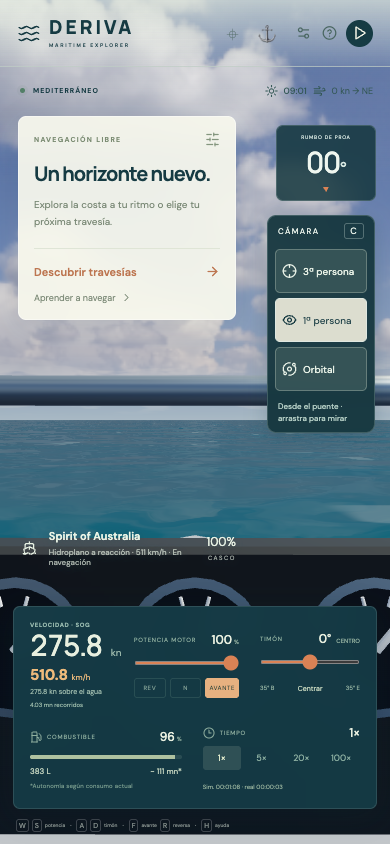 DERIVA
MARITIME EXPLORER
MEDITERRÁNEO
09:01 0 kn → NE
NAVEGACIÓN LIBRE
Un horizonte nuevo.
Explora la costa a tu ritmo o elige tu
próxima travesía.
Descubrir travesías →
Aprender a navegar
RUMBO DE PROA
00°
CÁMARA C
3ª persona
1ª persona
Orbital
Desde el puente ·
arrastra para mirar
Spirit of Australia
Hidroplano a reacción · 511 km/h · En
navegación
100%
CASCO
VELOCIDAD · SOG
275.8 kn
510.8 km/h
275.8 kn sobre el agua
4.03 mn recorridos
POTENCIA MOTOR 100 %
REV N AVANTE
TIMÓN 0° CENTRO
35° B Centrar 35° E
COMBUSTIBLE 96 %
383 L ~ 111 mn*
*Autonomía según consumo actual
TIEMPO 1×
1× 5× 20× 100×
Sim. 00:01:08 · real 00:00:03
W S potencia · A D timón · F avante R reversa · H ayuda